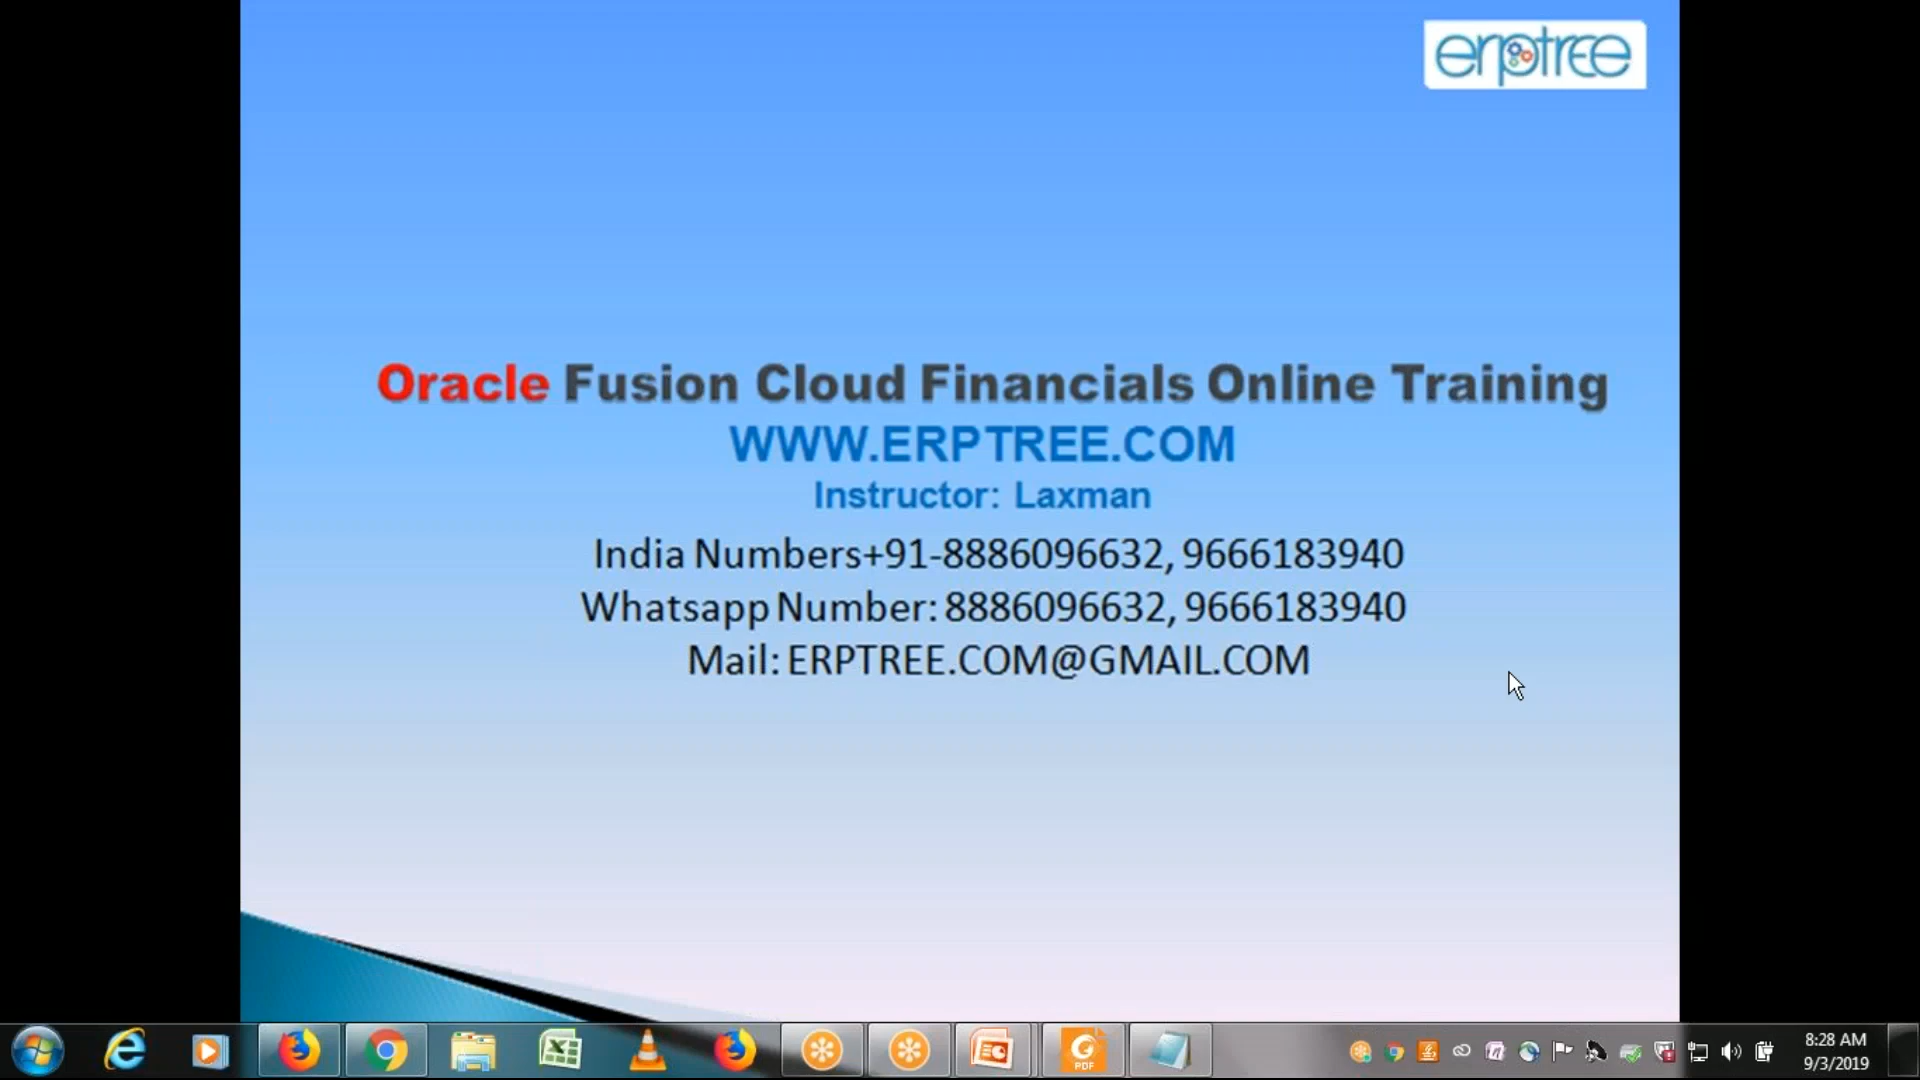 erptree
Oracle Fusion Cloud Financials Online Training
WWW.ERPTREE.COM
Instructor: Laxman
India Numbers+91-8886096632, 9666183940
Whatsapp Number: 8886096632, 9666183940
Mail: ERPTREE.COM@GMAIL.COM
PDF
8:28 AM
9/3/2019